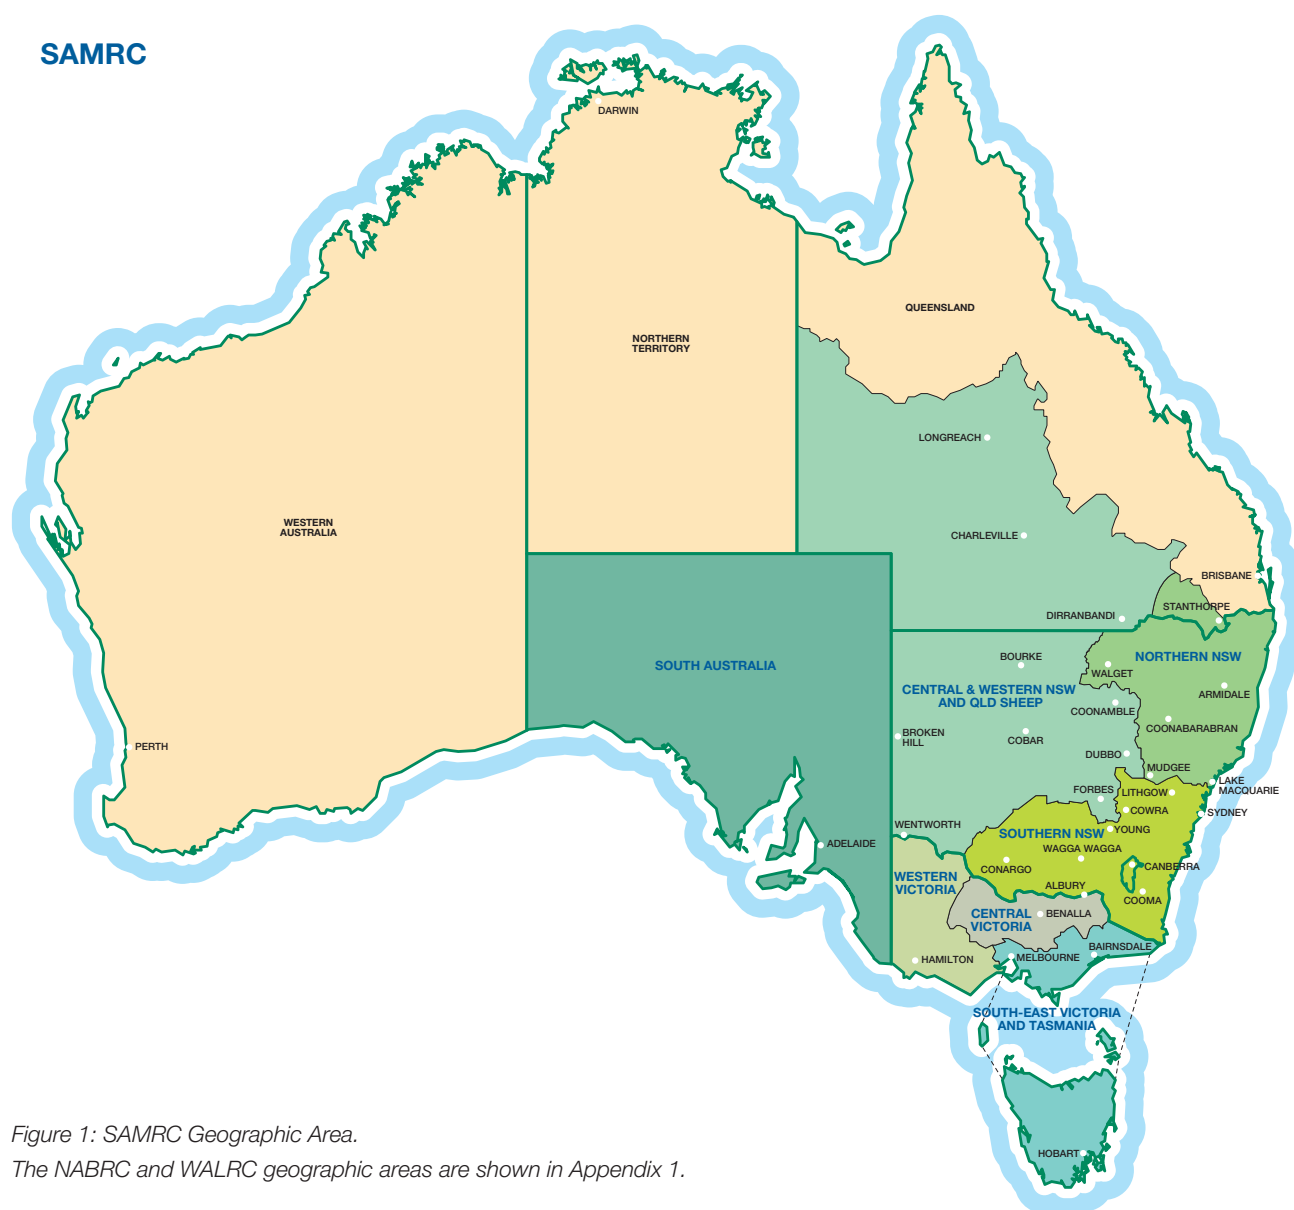 SAMRC
DARWIN
QUEENSLAND
NORTHERN
TERRITORY
LONGREACH
WESTERN
AUSTRALIA
CHARLEVILLE
BRISBANE
STANTHORPE
DIRRANBANDI
SOUTH AUSTRALIA
BOURKE
NORTHERN NSW
WALGET
CENTRAL & WESTERN NSW
AND QLD SHEEP
ARMIDALE
COONAMBLE
COONABARABRAN
BROKEN
HILL
COBAR
PERTH
DUBBO
MUDGEE
LAKE
MACQUARIE
FORBES
LITHGOW
COWRA
SYDNEY
WENTWORTH
SOUTHERN NSW
YOUNG
ADELAIDE
WAGGA WAGGA
CONARGO
CANBERRA
WESTERN
VICTORIA
ALBURY
COOMA
CENTRAL
VICTORIA
BENALLA
BAIRNSDALE
HAMILTON
MELBOURNE
SOUTH-EAST VICTORIA
AND TASMANIA
HOBART
Figure 1: SAMRC Geographic Area.
The NABRC and WALRC geographic areas are shown in Appendix 1.